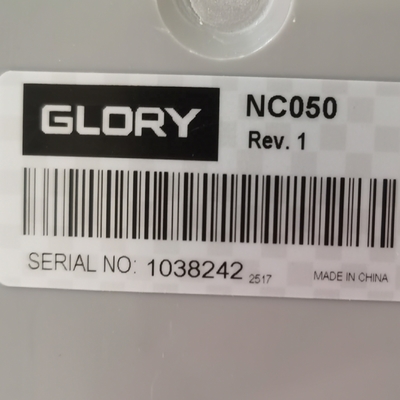 GLORY
NC050
Rev. 1
SERIAL NO: 1038242 2517 MADE IN CHINA